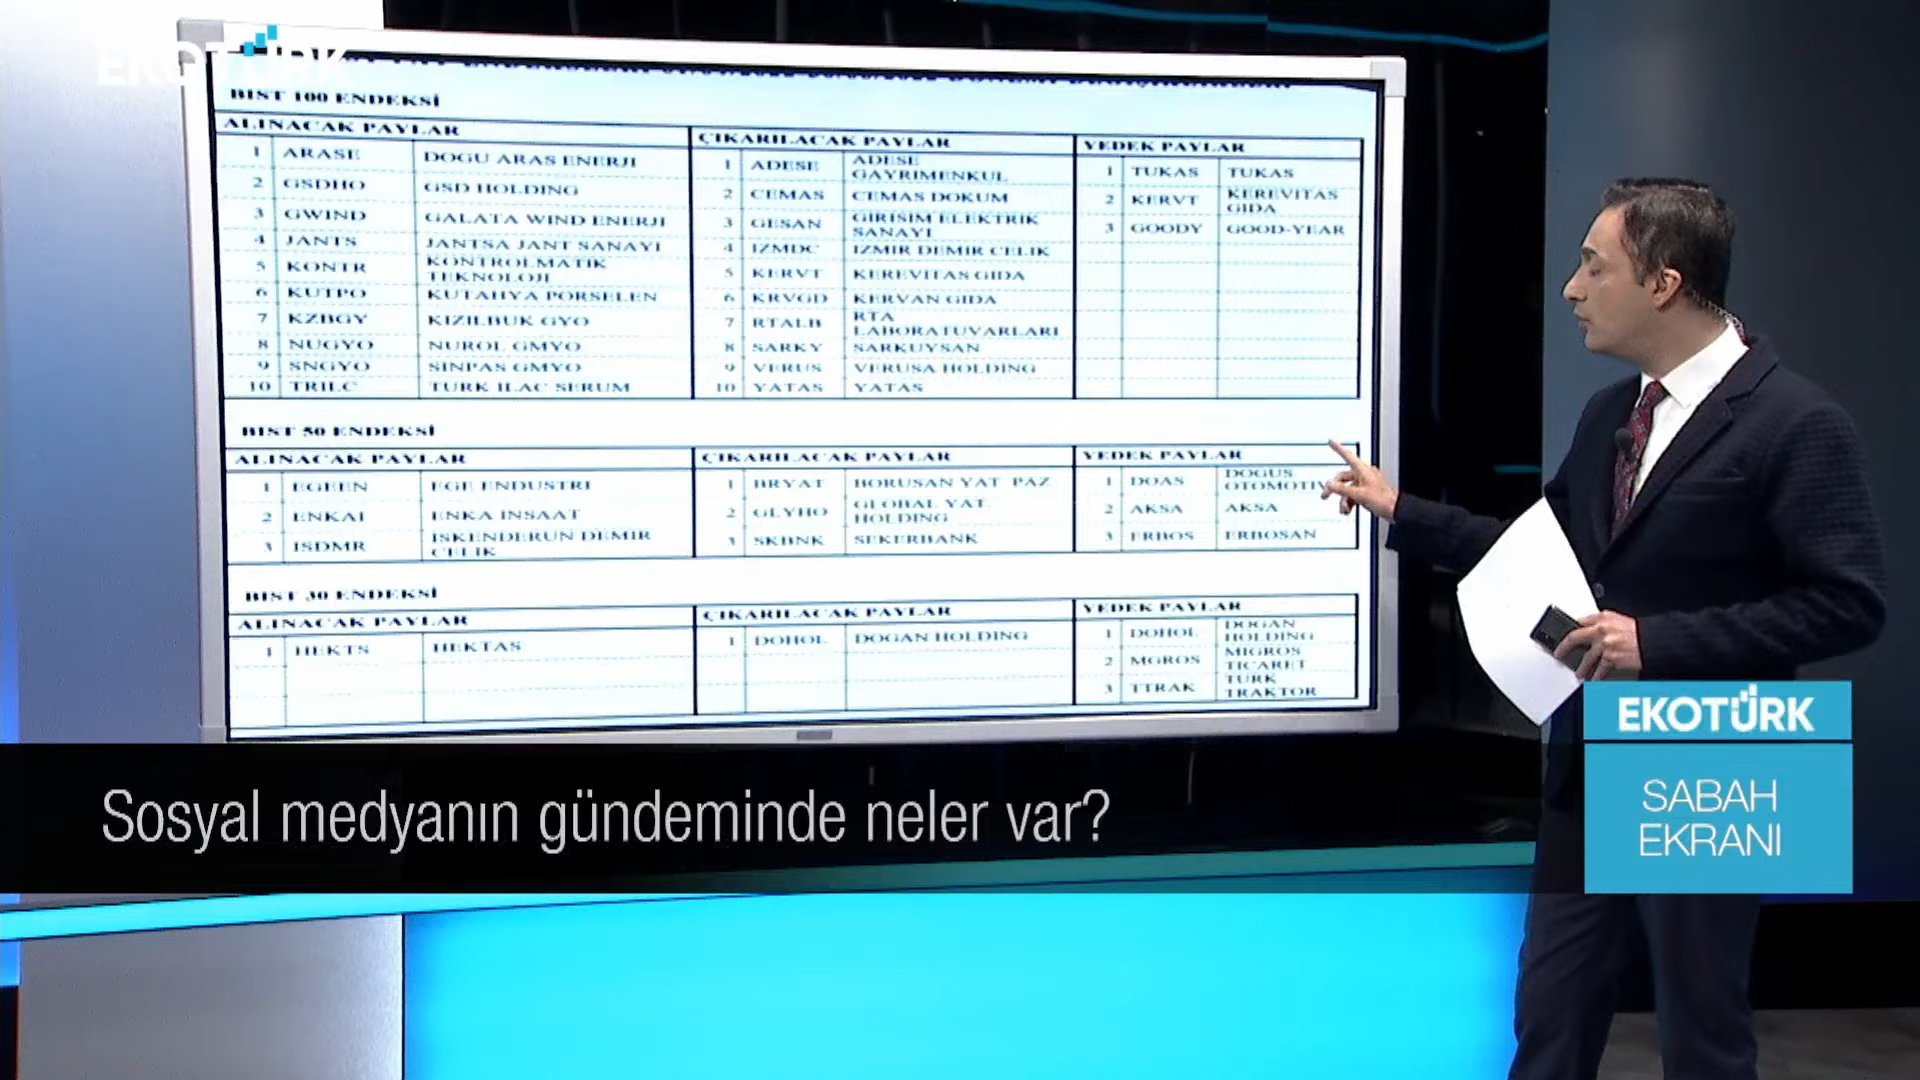 EKOTÜRK
BIST 100 ENDEKSİ
ALINACAK PAYLAR
1 ARASE DOGU ARAS ENERJI
2 GSDHO GSD HOLDING
3 GWIND GALATA WIND ENERJI
4 JANTS JANTSA JANT SANAYI
5 KONTR KONTROLMATIK
TEKNOLOJI
6 KUTPO KUTAHYA PORSELEN
7 KZBGY KIZILBUK GYO
8 NUGYO NUROL GMYO
9 SNGYO SINPAS GMYO
10 TRILC TURK ILAC SERUM
ÇIKARILACAK PAYLAR
1 ADESE ADESE
GAYRIMENKUL
2 CEMAS CEMAS DOKUM
3 GESAN GIRISIM ELEKTRIK
SANAYI
4 IZMDC IZMIR DEMIR CELIK
5 KERVT KEREVITAS GIDA
6 KRVGD KERVAN GIDA
7 RTALB RTA
LABORATUVARLARI
8 SARKY SARKUYSAN
9 VERUS VERUSA HOLDING
10 YATAS YATAS
YEDEK PAYLAR
1 TUKAS TUKAS
2 KERVT KEREVITAS
GIDA
3 GOODY GOOD-YEAR
BIST 50 ENDEKSİ
ALINACAK PAYLAR
1 EGEEN EGE ENDUSTRI
2 ENKAI ENKA INSAAT
3 ISDMR ISKENDERUN DEMIR
CELIK
ÇIKARILACAK PAYLAR
1 BRYAT BORUSAN YAT PAZ
2 GLYHO GLOBAL YAT.
HOLDING
3 SKBNK SEKERBANK
YEDEK PAYLAR
1 DOAS DOGUS
OTOMOTIV
2 AKSA AKSA
3 ERBOS ERBOSAN
BIST 30 ENDEKSİ
ALINACAK PAYLAR
1 HEKTS HEKTAS
ÇIKARILACAK PAYLAR
1 DOHOL DOGAN HOLDING
YEDEK PAYLAR
1 DOHOL DOGAN
HOLDING
2 MGROS MIGROS
TICARET
3 TTRAK TURK
TRAKTOR
EKOTÜRK
SABAH
EKRANI
Sosyal medyanın gündeminde neler var?